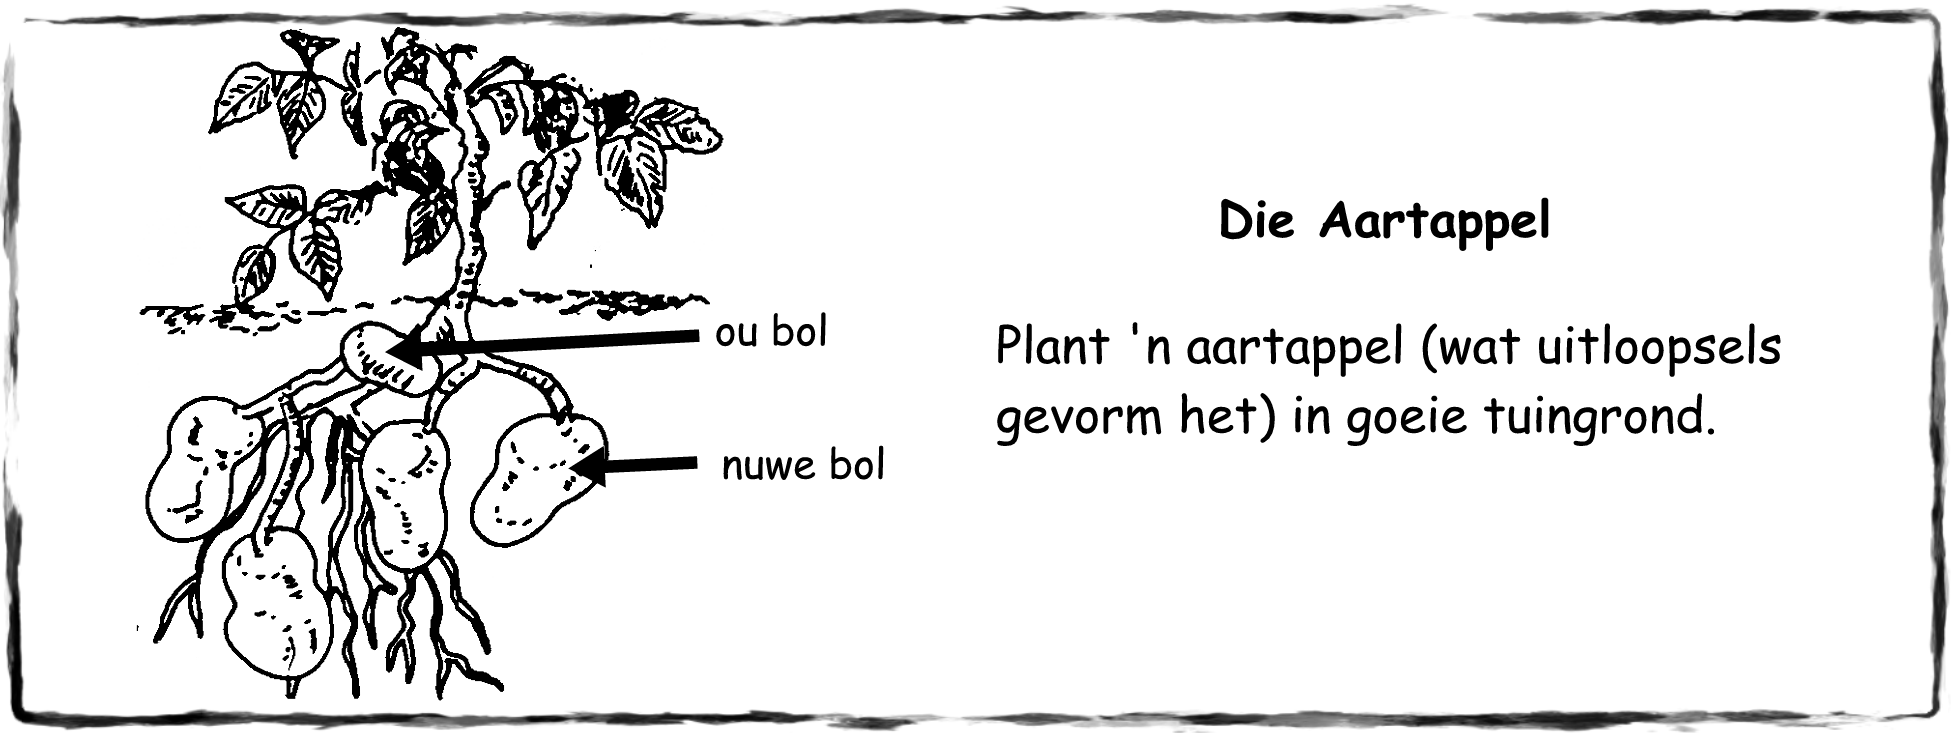 Die Aartappel
ou bol
Plant 'n aartappel (wat uitloopsels
gevorm het) in goeie tuingrond.
nuwe bol